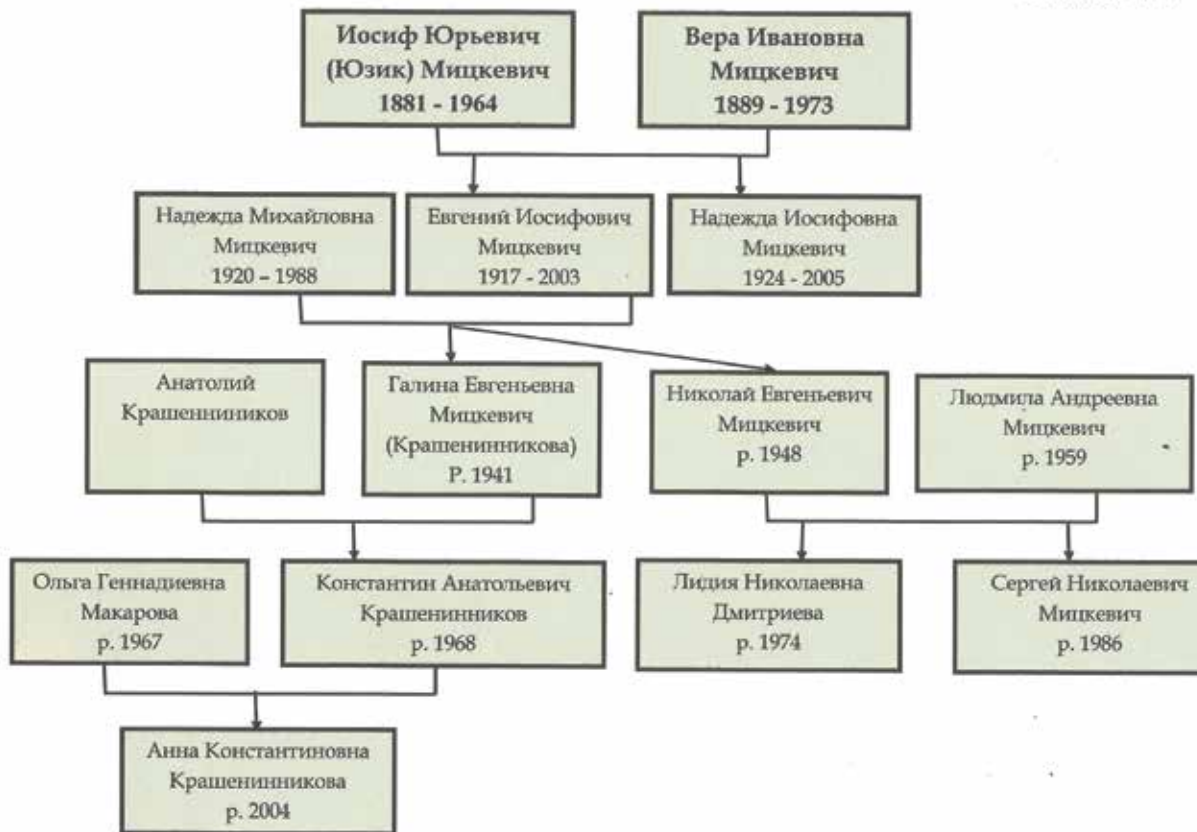 Иосиф Юрьевич
(Юзик) Мицкевич
1881 - 1964
Вера Ивановна
Мицкевич
1889 - 1973
Надежда Михайловна
Мицкевич
1920 – 1988
Евгений Иосифович
Мицкевич
1917 - 2003
Надежда Иосифовна
Мицкевич
1924 - 2005
Анатолий
Крашенниников
Галина Евгеньевна
Мицкевич
(Крашенинникова)
Р. 1941
Николай Евгеньевич
Мицкевич
р. 1948
Людмила Андреевна
Мицкевич
р. 1959
Ольга Геннадиевна
Макарова
р. 1967
Константин Анатольевич
Крашенинников
р. 1968
Лидия Николаевна
Дмитриева
р. 1974
Сергей Николаевич
Мицкевич
р. 1986
Анна Константиновна
Крашенинникова
р. 2004